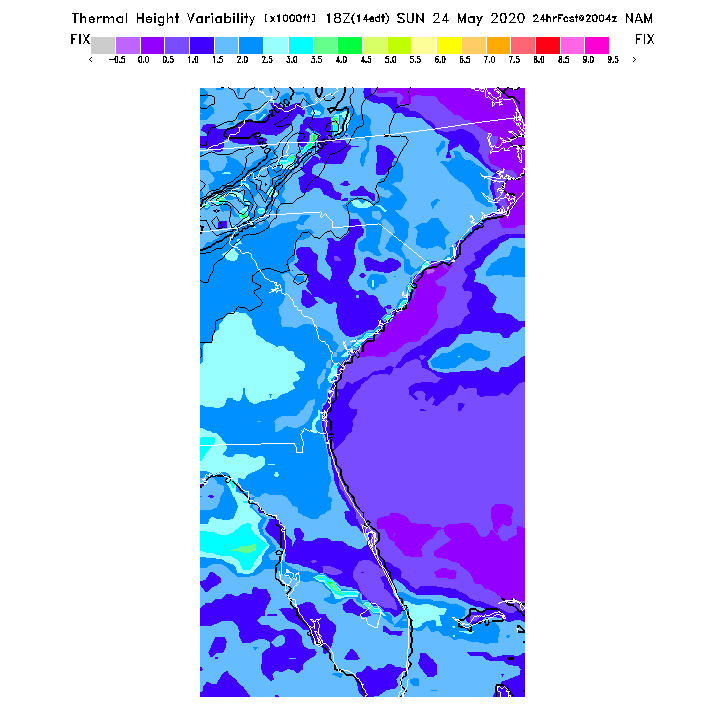 Thermal Height Variability [x1000ft] 18Z(14edt) SUN 24 May 2020 24hrFcst@2004z NAM
FIX FIX
< -0.5 0.0 0.5 1.0 1.5 2.0 2.5 3.0 3.5 4.0 4.5 5.0 5.5 6.0 6.5 7.0 7.5 8.0 8.5 9.0 9.5 >